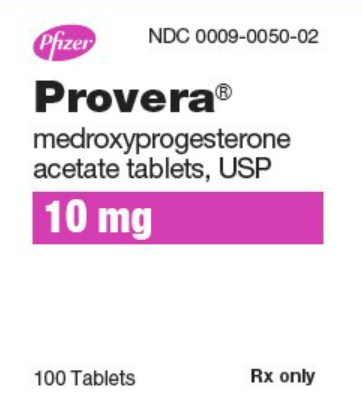 Pfizer
NDC 0009-0050-02
Provera®
medroxyprogesterone
acetate tablets, USP
10 mg
100 Tablets
Rx only